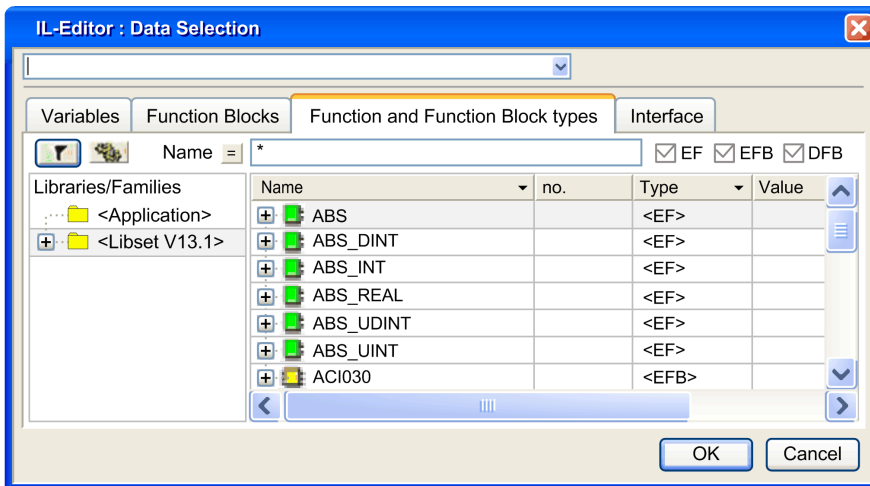 IL-Editor : Data Selection
Variables Function Blocks Function and Function Block types Interface
Name = * EF EFB DFB
Libraries/Families Name no. Type Value
<Application> ABS <EF>
<Libset V13.1> ABS_DINT <EF>
ABS_INT <EF>
ABS_REAL <EF>
ABS_UDINT <EF>
ABS_UINT <EF>
ACI030 <EFB>
OK Cancel